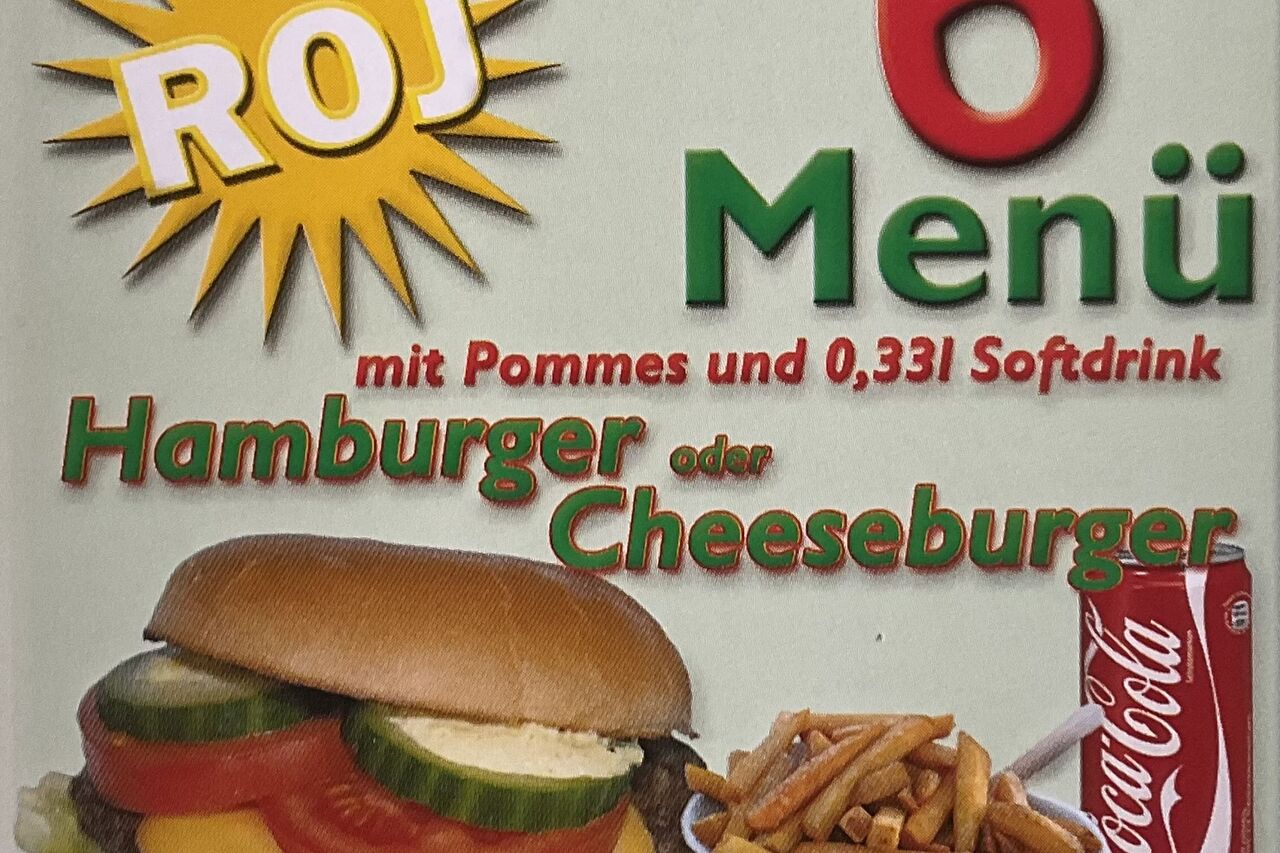 ROJ
6
Menü
mit Pommes und 0,33l Softdrink
Hamburger oder
Cheeseburger
Coca-Cola